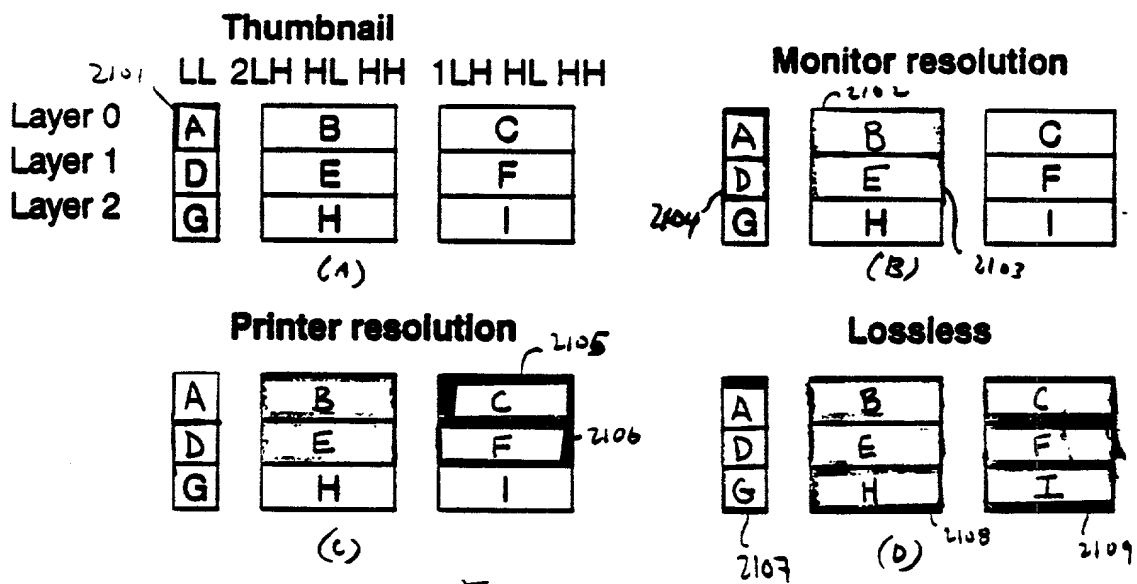 Thumbnail
2101 LL 2LH HL HH 1LH HL HH
Layer 0 A B C
Layer 1 D E F
Layer 2 G H I
(A)
Monitor resolution
2102
A B C
D E F
2104 G H I
(B) 2103
Printer resolution
2105
A B C
D E F 2106
G H I
(C)
Lossless
A B C
D E F
G H I
2107 (D) 2108 2109